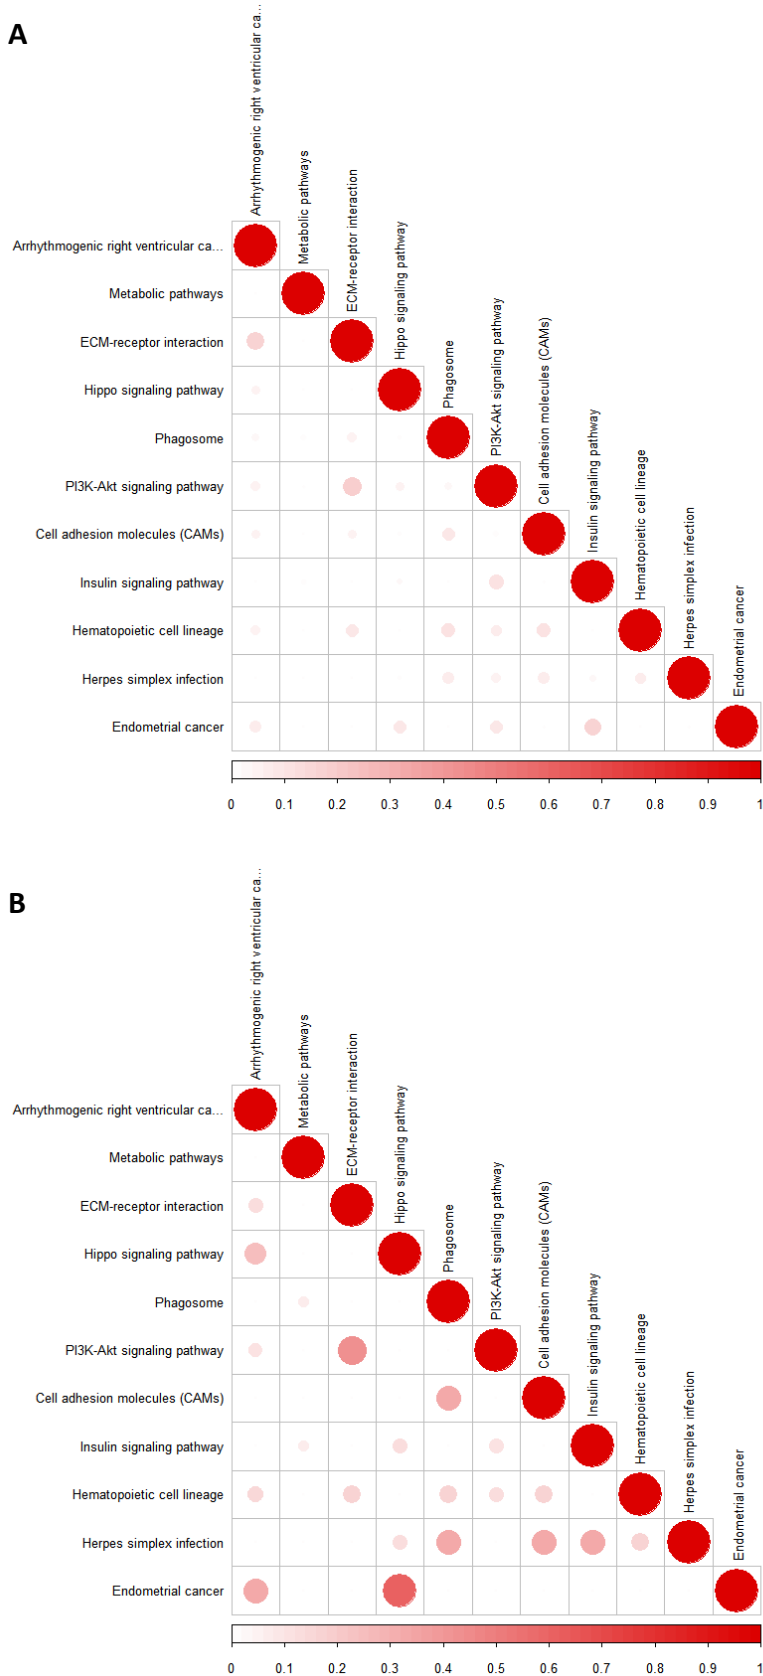 A
Arrhythmogenic right ventricular ca...
Metabolic pathways
ECM-receptor interaction
Hippo signaling pathway
Phagosome
PI3K-Akt signaling pathway
Cell adhesion molecules (CAMs)
Insulin signaling pathway
Hematopoietic cell lineage
Herpes simplex infection
Endometrial cancer
Arrhythmogenic right ventricular ca...
Metabolic pathways
ECM-receptor interaction
Hippo signaling pathway
Phagosome
PI3K-Akt signaling pathway
Cell adhesion molecules (CAMs)
Insulin signaling pathway
Hematopoietic cell lineage
Herpes simplex infection
Endometrial cancer
0 0.1 0.2 0.3 0.4 0.5 0.6 0.7 0.8 0.9 1
B
Arrhythmogenic right ventricular ca...
Metabolic pathways
ECM-receptor interaction
Hippo signaling pathway
Phagosome
PI3K-Akt signaling pathway
Cell adhesion molecules (CAMs)
Insulin signaling pathway
Hematopoietic cell lineage
Herpes simplex infection
Endometrial cancer
Arrhythmogenic right ventricular ca...
Metabolic pathways
ECM-receptor interaction
Hippo signaling pathway
Phagosome
PI3K-Akt signaling pathway
Cell adhesion molecules (CAMs)
Insulin signaling pathway
Hematopoietic cell lineage
Herpes simplex infection
Endometrial cancer
0 0.1 0.2 0.3 0.4 0.5 0.6 0.7 0.8 0.9 1